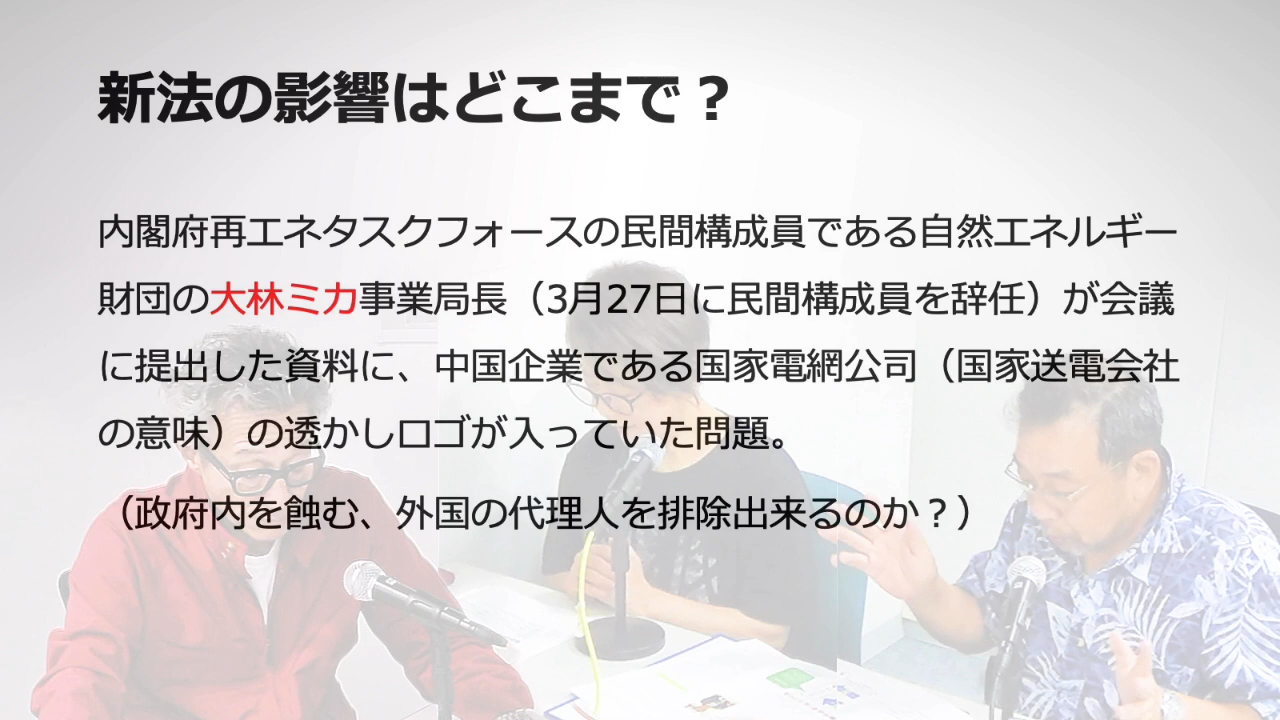 新法の影響はどこまで？
内閣府再エネタスクフォースの民間構成員である自然エネルギー
財団の大林ミカ事業局長（3月27日に民間構成員を辞任）が会議
に提出した資料に、中国企業である国家電網公司（国家送電会社
の意味）の透かしロゴが入っていた問題。
（政府内を蝕む、外国の代理人を排除出来るのか？）